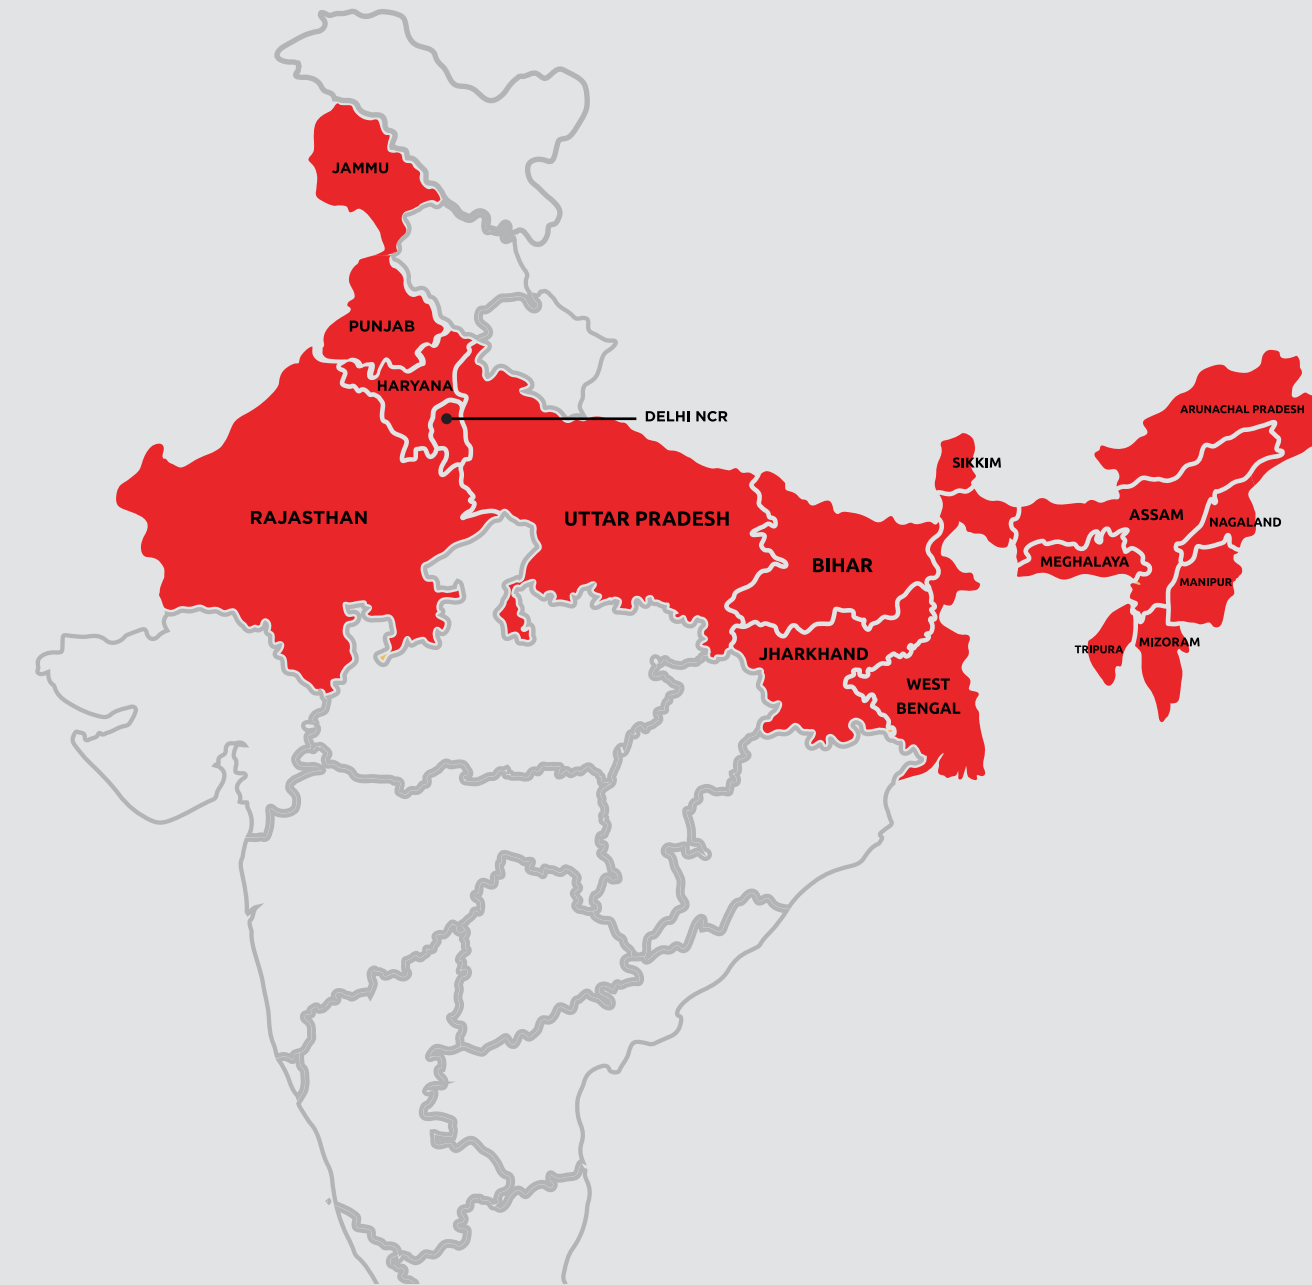 JAMMU
PUNJAB
HARYANA
DELHI NCR
ARUNACHAL PRADESH
SIKKIM
RAJASTHAN
UTTAR PRADESH
ASSAM
NAGALAND
BIHAR
MEGHALAYA
MANIPUR
JHARKHAND
TRIPURA
MIZORAM
WEST
BENGAL